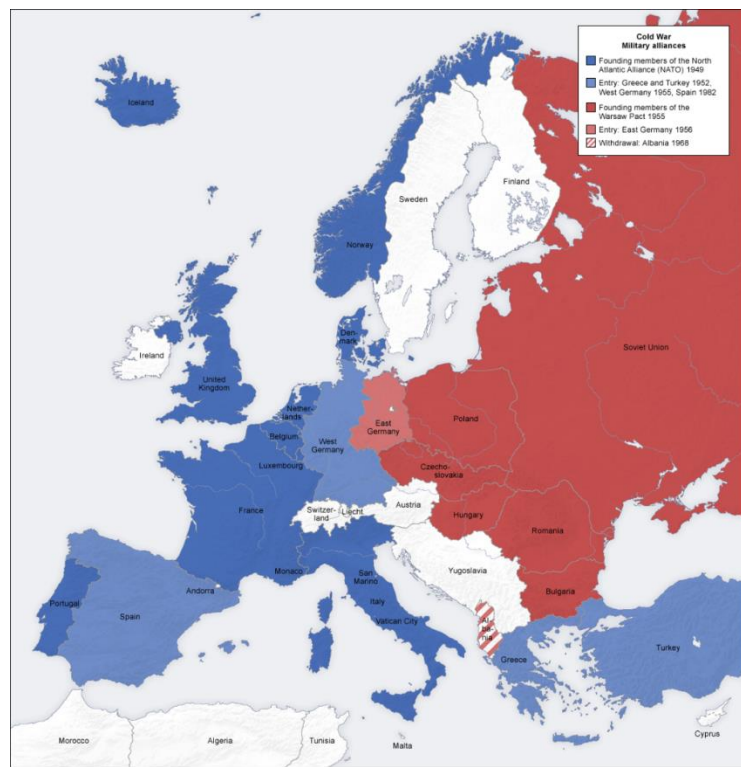 Cold War
Military alliances
Founding members of the North
Atlantic Alliance (NATO) 1949
Entry: Greece and Turkey 1952;
West Germany 1955, Spain 1982
Founding members of the
Warsaw Pact 1955
Entry: East Germany 1956
Withdrawal: Albania 1968
Iceland
Finland
Sweden
Norway
Ireland
United
Kingdom
Den-
mark
Soviet Union
Nether-
lands
Belgium
West
Germany
East
Germany
Poland
Luxembourg
Czecho-
slovakia
France
Switzer-
land
Liecht.
Austria
Hungary
Romania
Yugoslavia
Monaco
San
Marino
Andorra
Portugal
Spain
Italy
Vatican City
Bulgaria
Al-
ba-
nia
Greece
Turkey
Morocco
Algeria
Tunisia
Malta
Cyprus